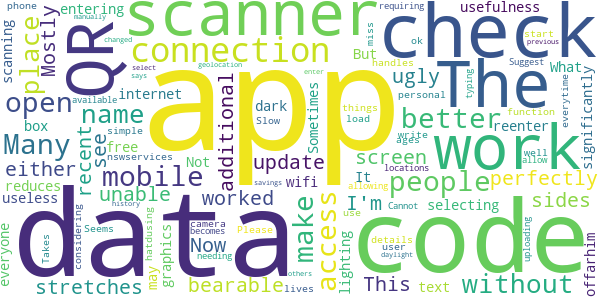 phone entering scanner requiring usefulness
manually changed miss ok start previous
scanning place Mostly QR connection But handles check Suggest What
select says geolocation enter The typing everytime
open available internet dark app things ugly personal function
box name Slow load better write reenter significantly
Many simple nswservices recent see free additional Sometimes ages work well allow
either mobile Not update Wifi screen people locations perfectly
reduces unable worked access It I'm selecting sides
useless considering history camera becomes savings Please make lighting use details user daylight Cannot uploading
everyone Seems Now needing allowing code offarhim
data may hatdusing graphics bearable This text without
Takes stretches lives others